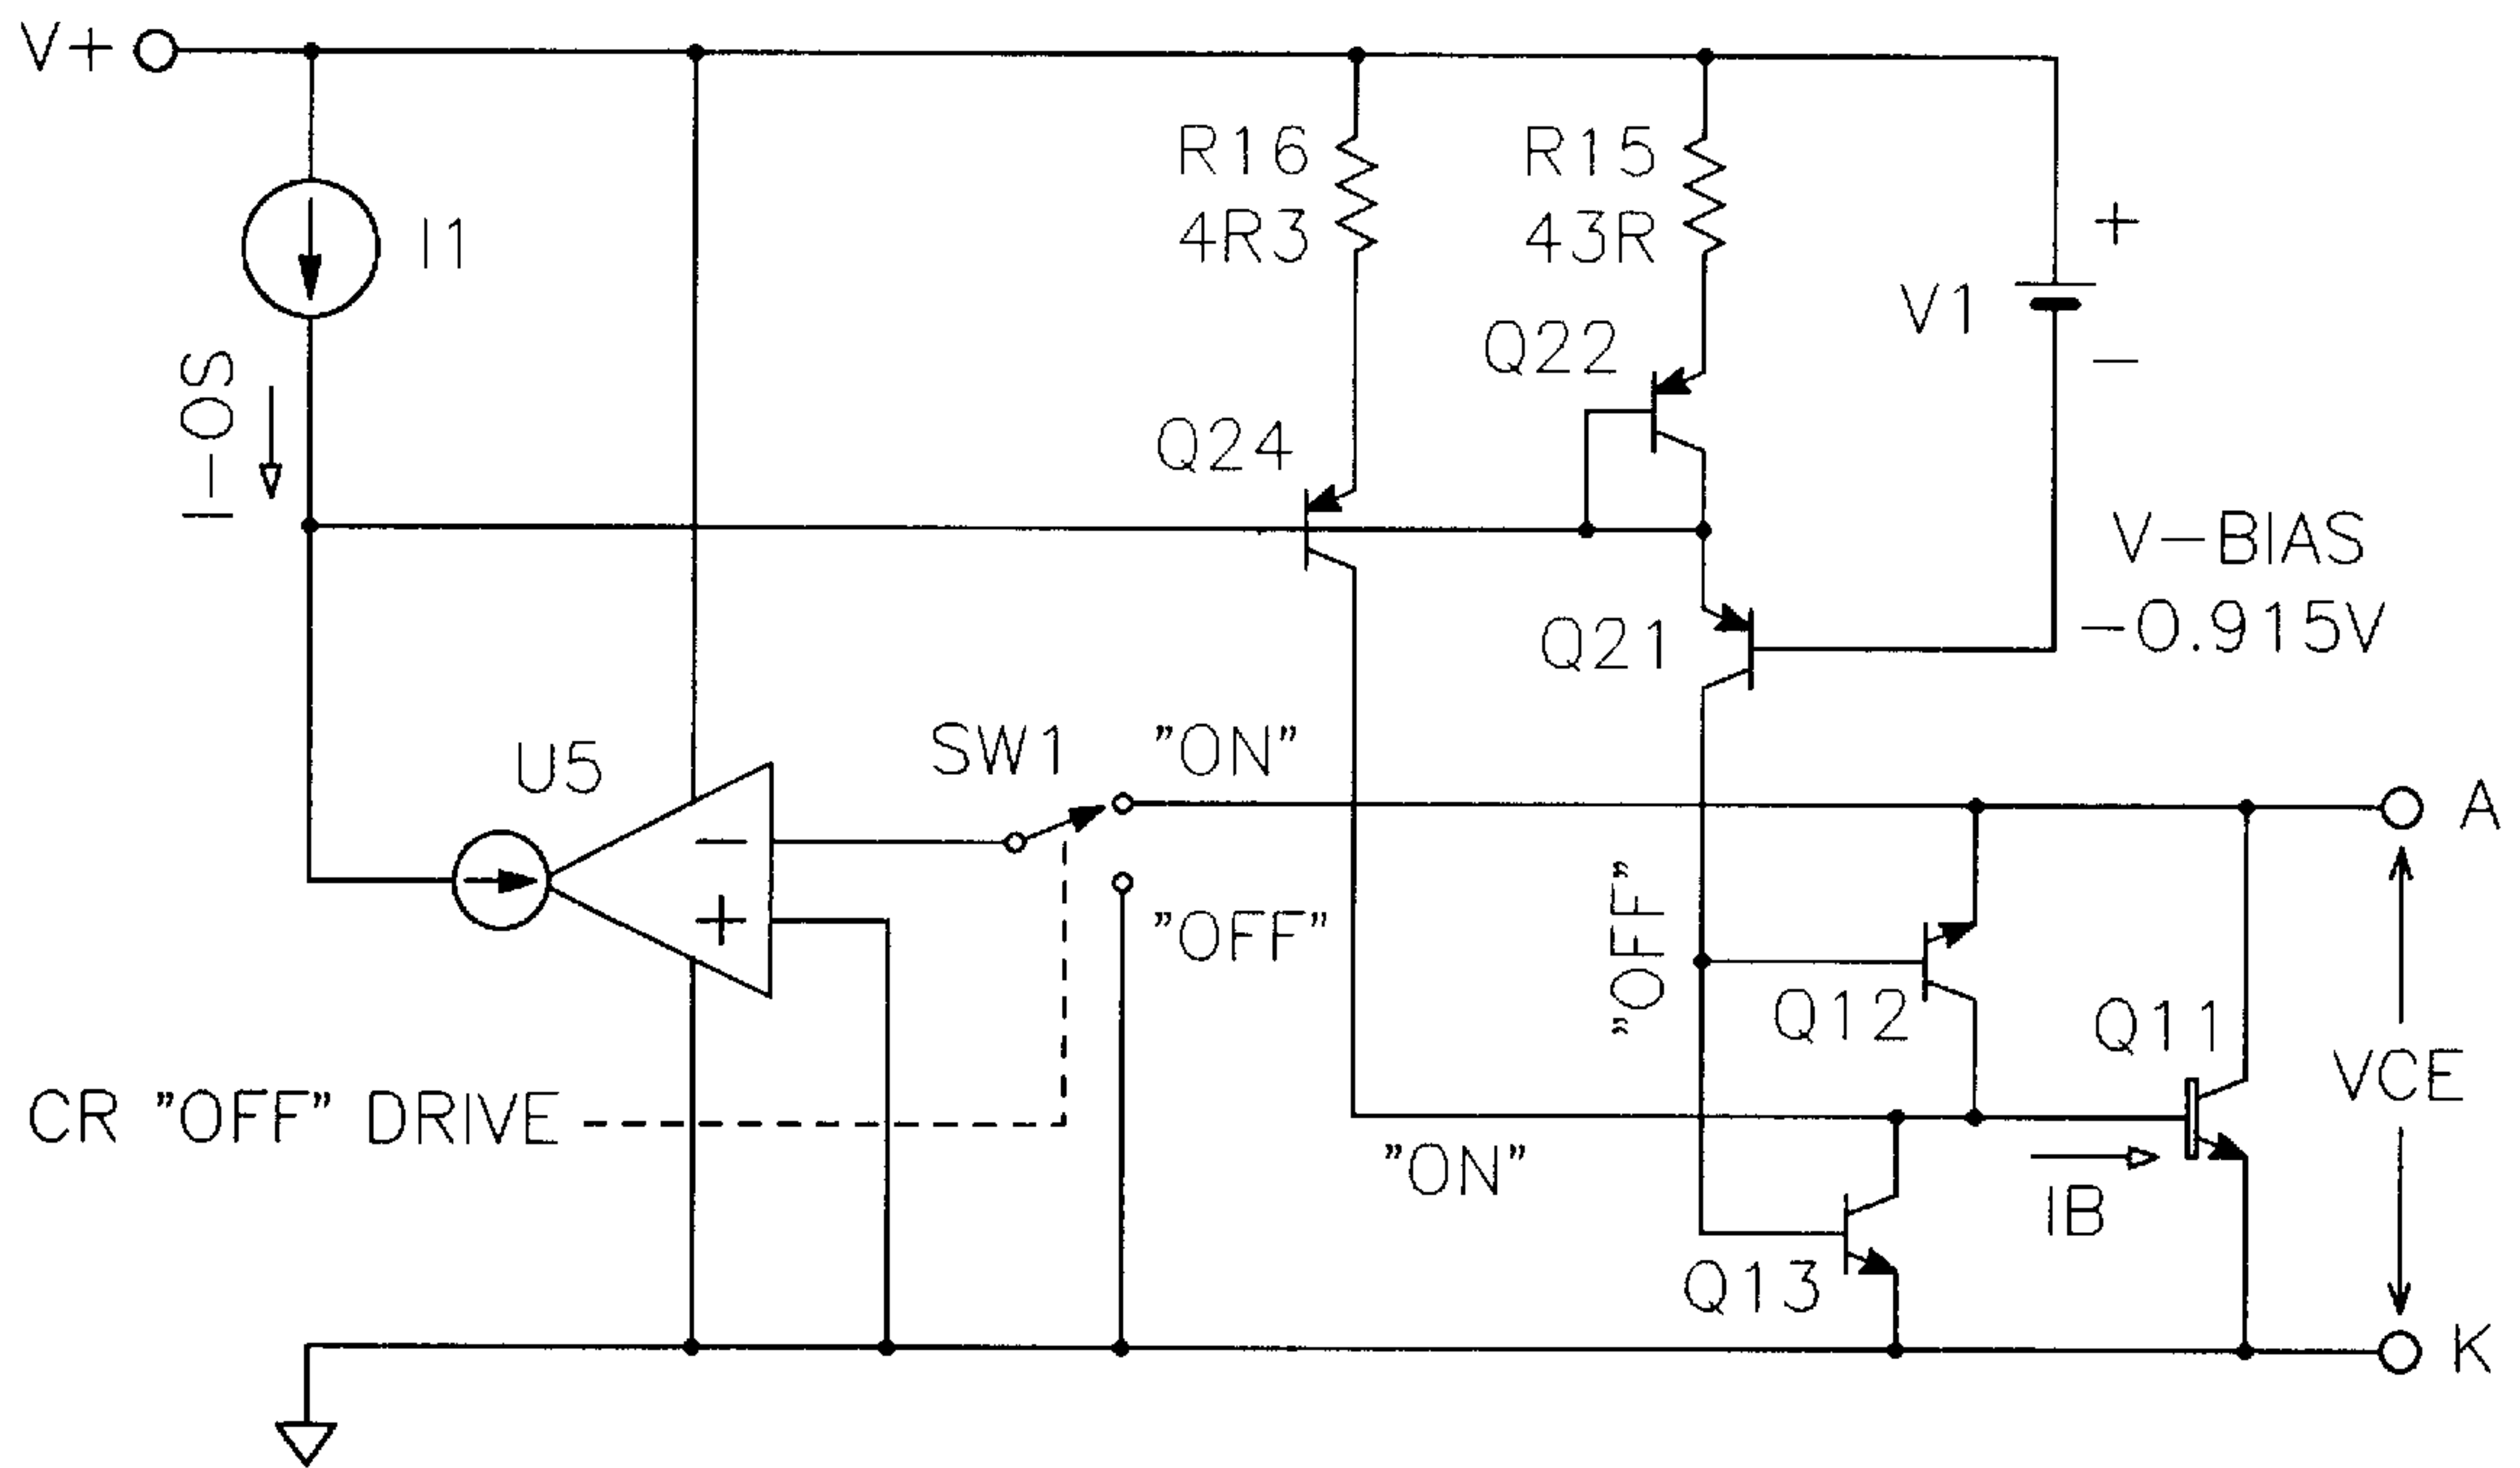 V+
R16
4R3
R15
43R
I1
+
V1
−
Q22
I−OS
Q24
V−BIAS
−0.915V
Q21
U5
SW1
"ON"
A
−
+
"OFF"
"OFF"
Q12
Q11
VCE
CR "OFF" DRIVE
"ON"
IB
Q13
K